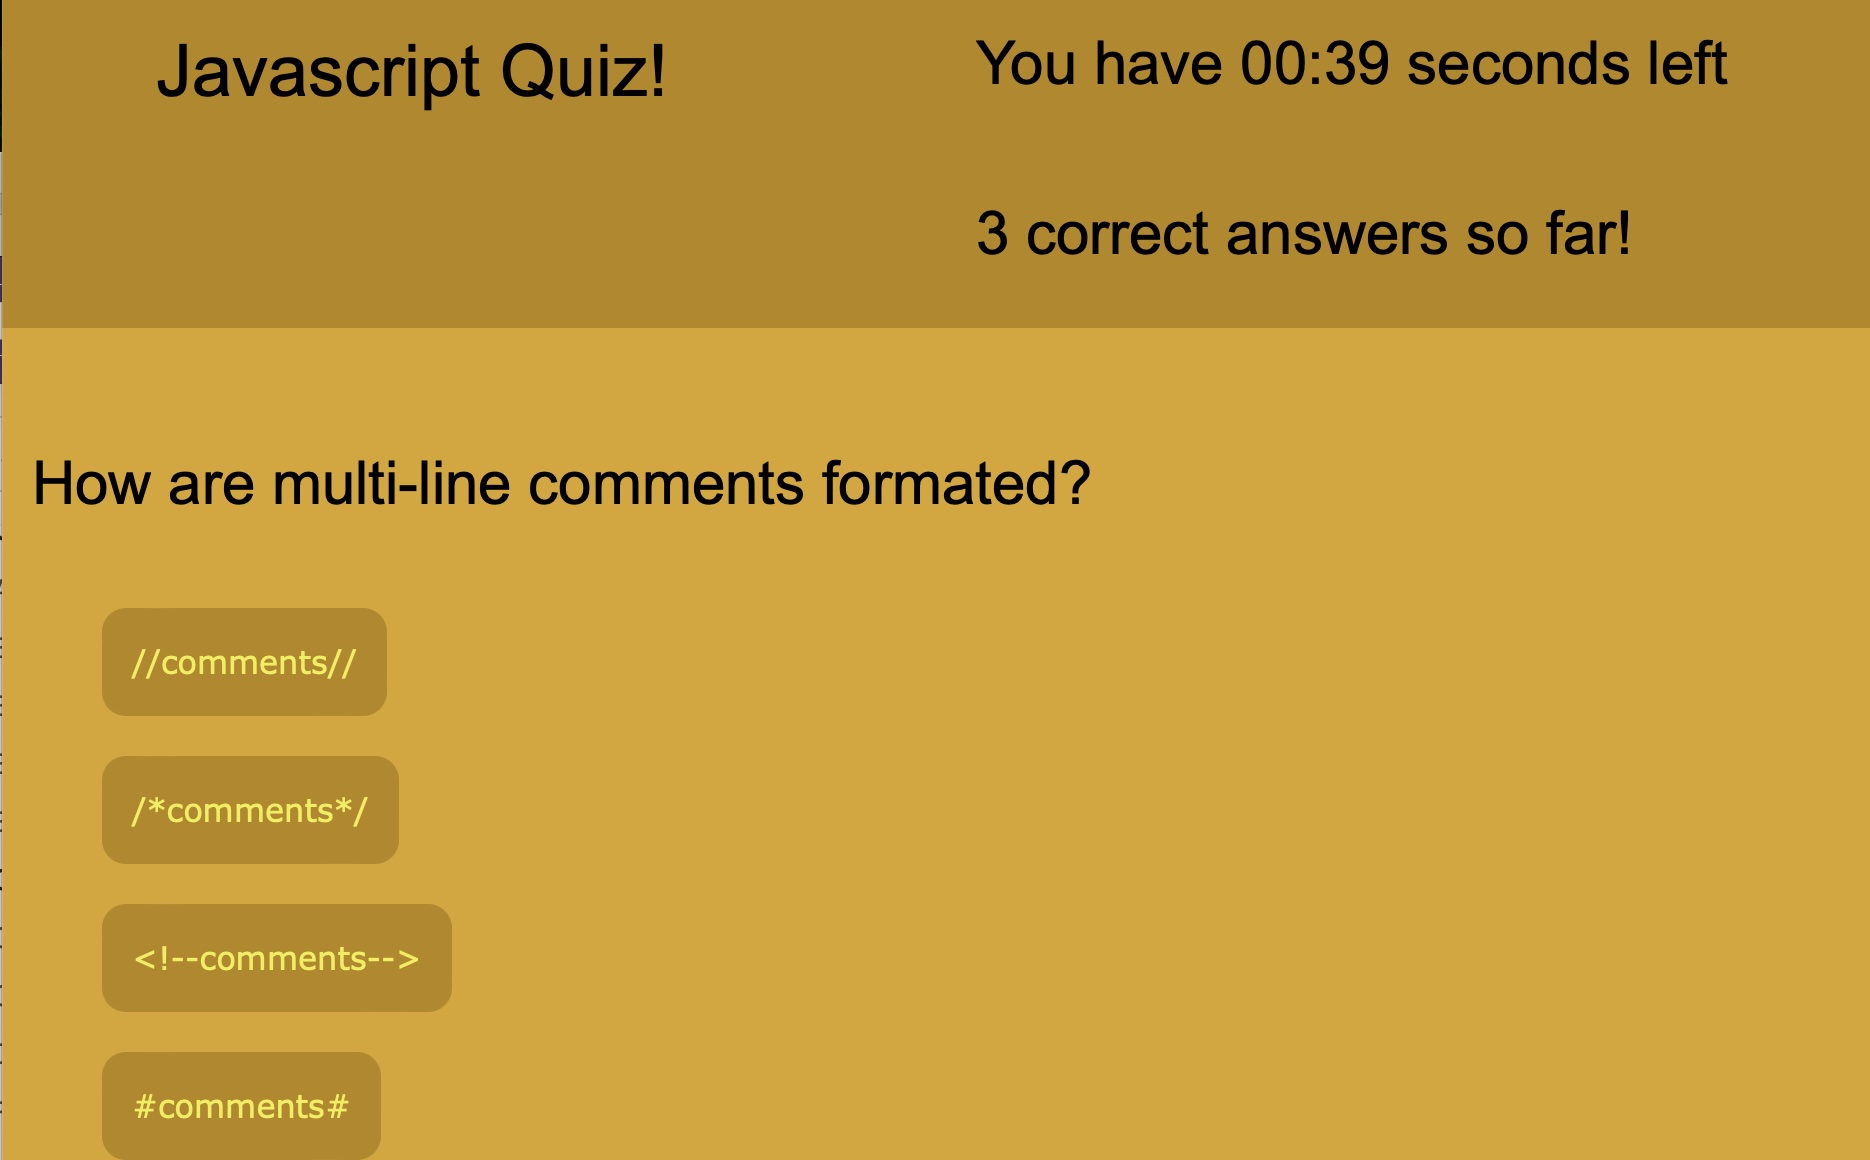 Javascript Quiz!
You have 00:39 seconds left
3 correct answers so far!
How are multi-line comments formated?
//comments//
/*comments*/
<!--comments-->
#comments#